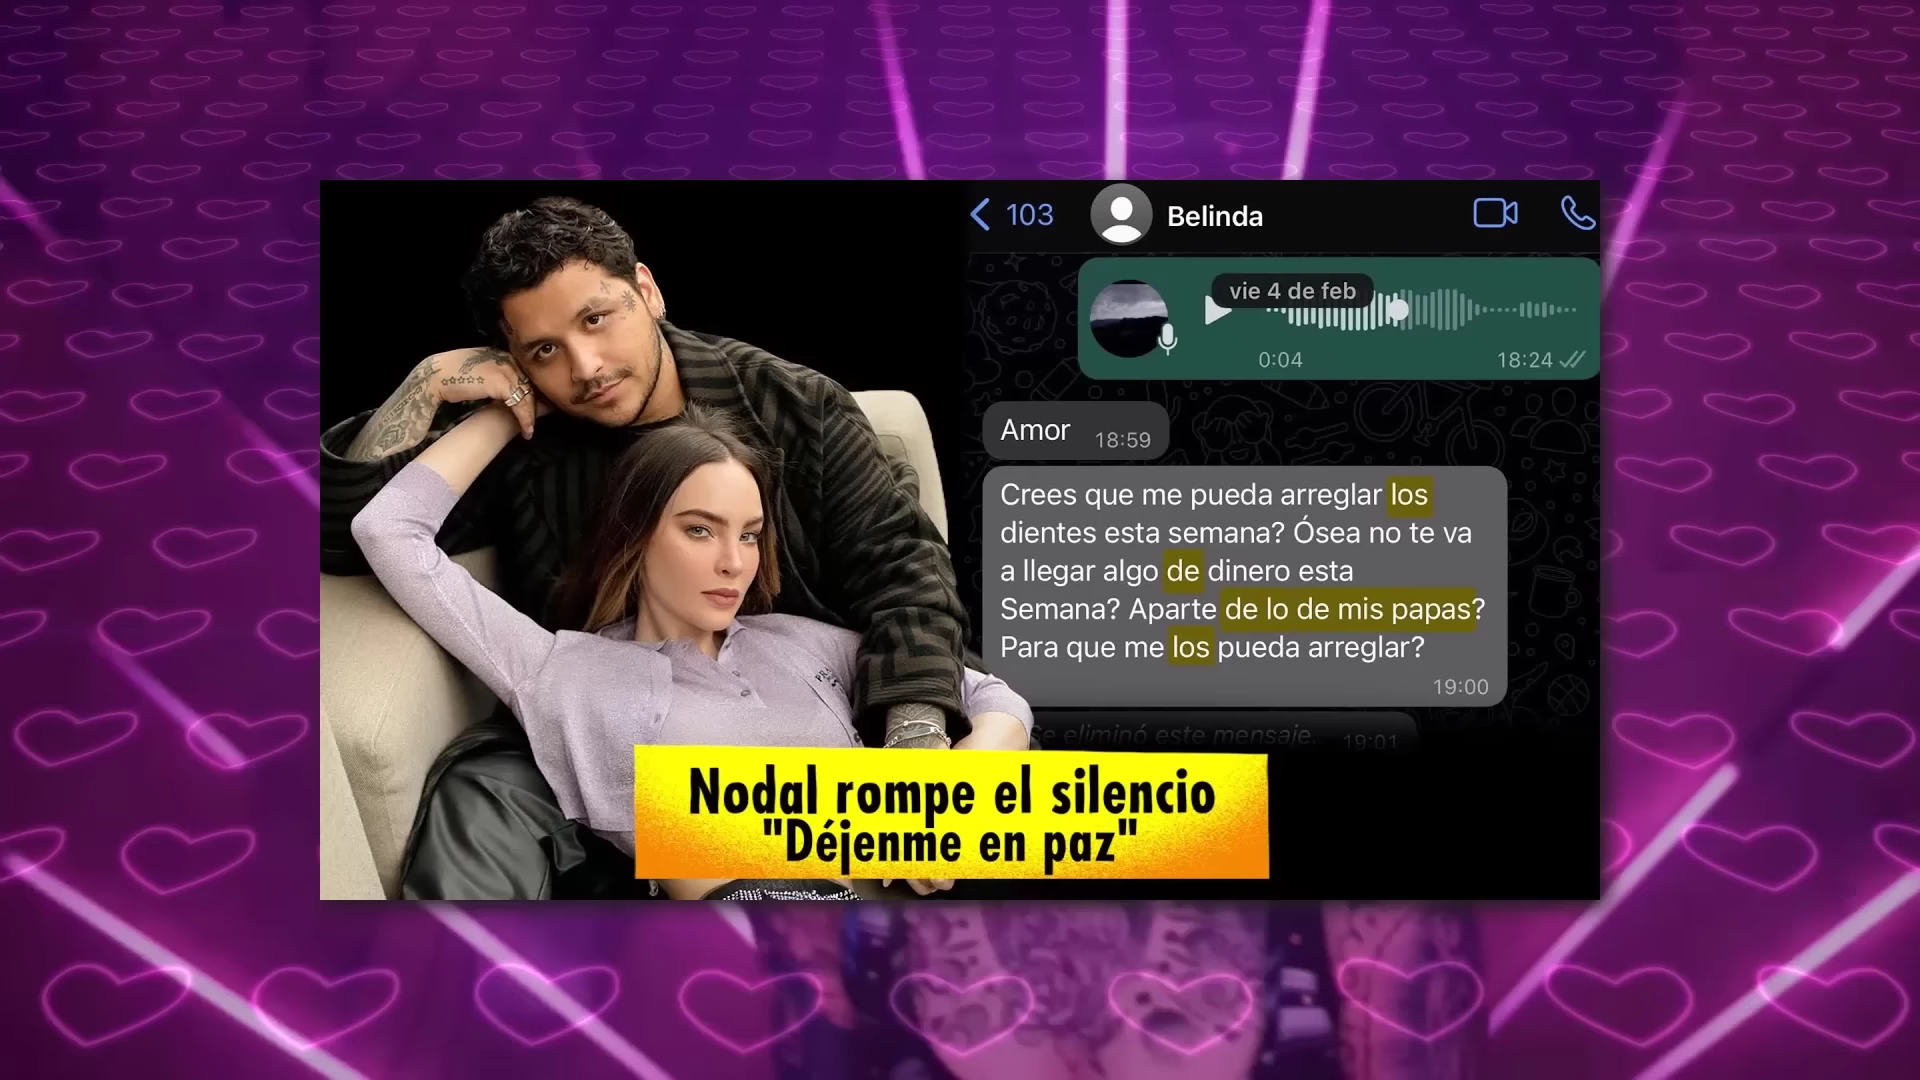 103
Belinda
vie 4 de feb
0:04
18:24
Amor
18:59
Crees que me pueda arreglar los
dientes esta semana? Ósea no te va
a llegar algo de dinero esta
Semana? Aparte de lo de mis papas?
Para que me los pueda arreglar?
19:00
Se eliminó este mensaje.
19:01
Nodal rompe el silencio
"Déjenme en paz"